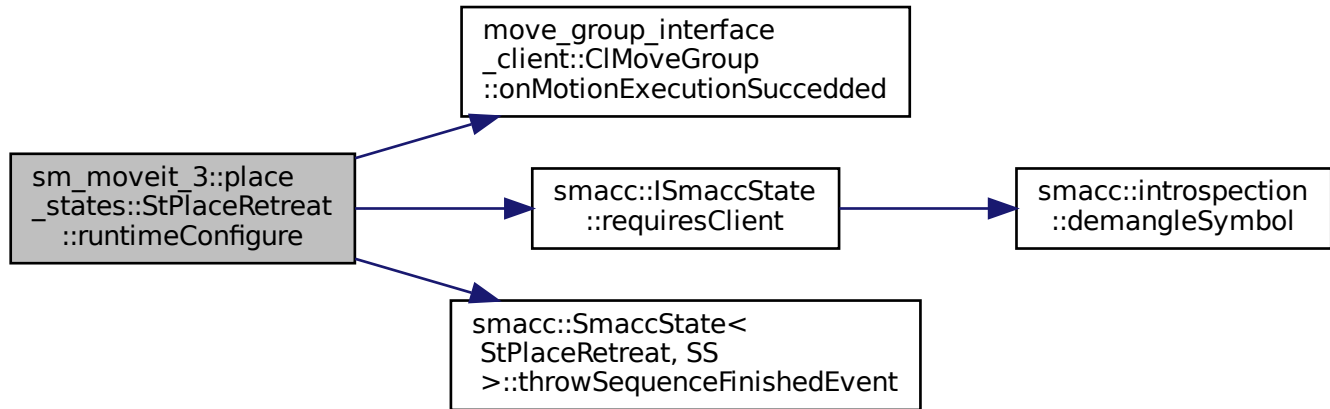 move_group_interface
_client::ClMoveGroup
::onMotionExecutionSuccedded
sm_moveit_3::place
_states::StPlaceRetreat
::runtimeConfigure
smacc::ISmaccState
::requiresClient
smacc::introspection
::demangleSymbol
smacc::SmaccState<
StPlaceRetreat, SS
>::throwSequenceFinishedEvent